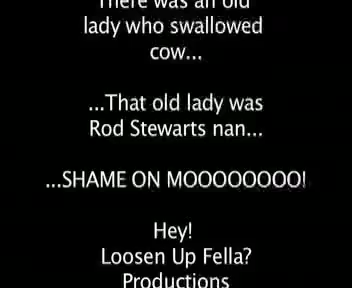 There was an old
lady who swallowed
cow...
...That old lady was
Rod Stewarts nan...
...SHAME ON MOOOOOOOO!
Hey!
Loosen Up Fella?
Productions